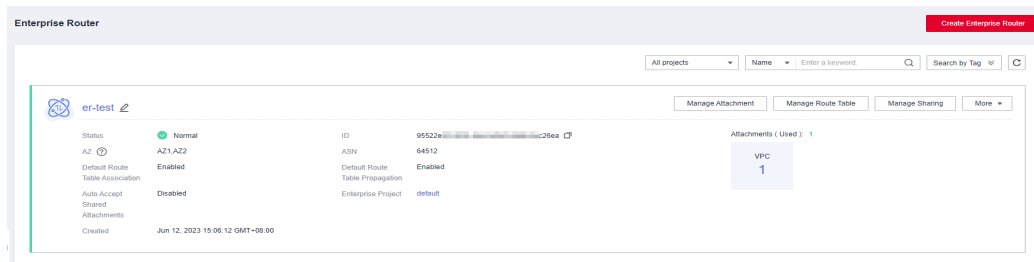 Enterprise Router
Create Enterprise Router
All projects
Name
Enter a keyword.
Search by Tag
er-test
Manage Attachment
Manage Route Table
Manage Sharing
More
Status
Normal
ID
95522e
c26ea
Attachments ( Used ): 1
AZ
AZ1,AZ2
ASN
64512
VPC
1
Default Route
Table Association
Enabled
Default Route
Table Propagation
Enabled
Auto Accept
Shared
Attachments
Disabled
Enterprise Project
default
Created
Jun 12, 2023 15:06:12 GMT+08:00